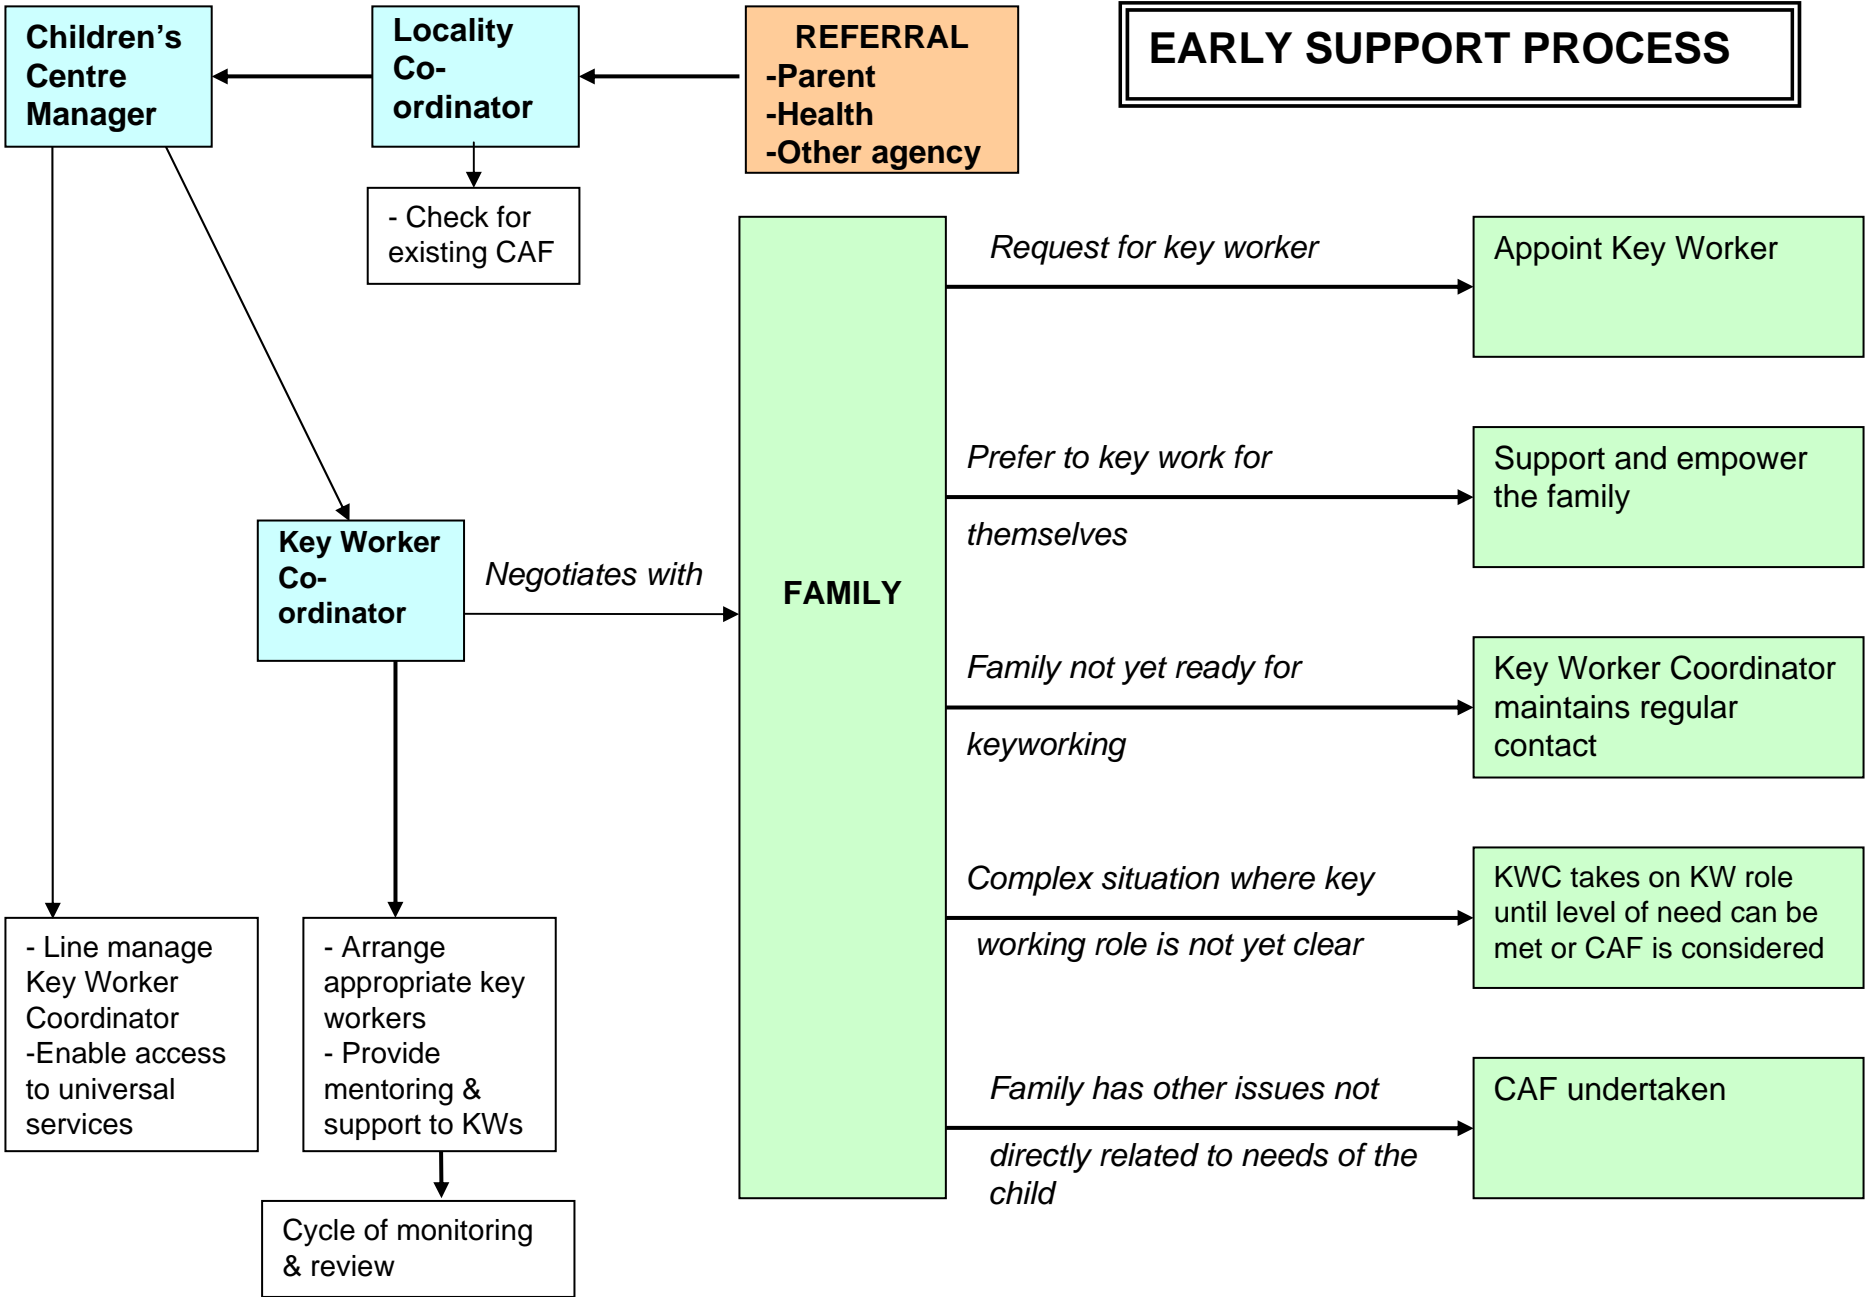 Children’s
Centre
Manager
Locality
Co-
ordinator
REFERRAL
-Parent
-Health
-Other agency
EARLY SUPPORT PROCESS
- Check for
existing CAF
Request for key worker
Appoint Key Worker
Prefer to key work for
themselves
Support and empower
the family
Key Worker
Co-
ordinator
Negotiates with
FAMILY
Family not yet ready for
keyworking
Key Worker Coordinator
maintains regular
contact
Complex situation where key
working role is not yet clear
KWC takes on KW role
until level of need can be
met or CAF is considered
- Line manage
Key Worker
Coordinator
-Enable access
to universal
services
- Arrange
appropriate key
workers
- Provide
mentoring &
support to KWs
Family has other issues not
directly related to needs of the
child
CAF undertaken
Cycle of monitoring
& review